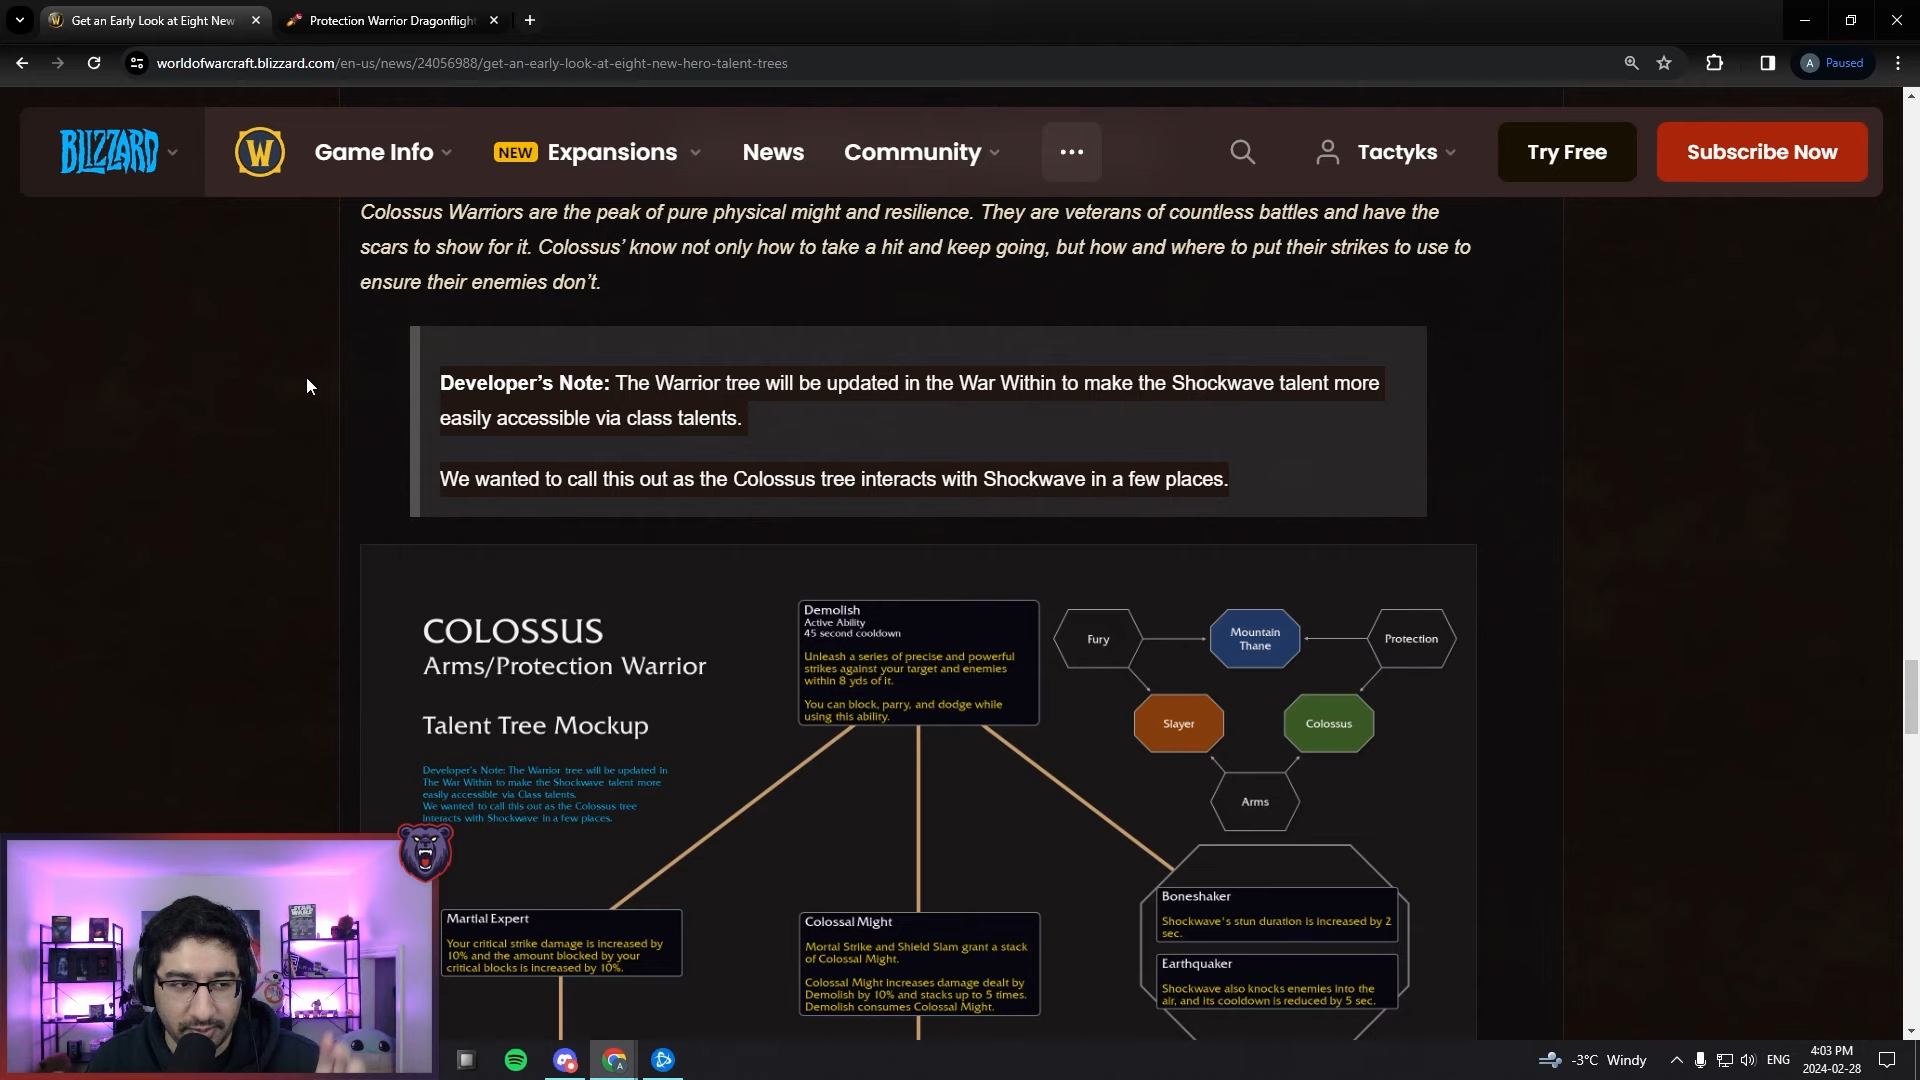 Get an Early Look at Eight New
Protection Warrior Dragonflight
worldofwarcraft.blizzard.com/en-us/news/24056988/get-an-early-look-at-eight-new-hero-talent-trees
A Paused
BLIZZARD
W
Game Info
NEW Expansions
News
Community
Tactyks
Try Free
Subscribe Now
Colossus Warriors are the peak of pure physical might and resilience. They are veterans of countless battles and have the
scars to show for it. Colossus’ know not only how to take a hit and keep going, but how and where to put their strikes to use to
ensure their enemies don’t.
Developer’s Note: The Warrior tree will be updated in the War Within to make the Shockwave talent more
easily accessible via class talents.
We wanted to call this out as the Colossus tree interacts with Shockwave in a few places.
COLOSSUS
Arms/Protection Warrior
Talent Tree Mockup
Developer's Note: The Warrior tree will be updated in
The War Within to make the Shockwave talent more
easily accessible via Class talents.
We wanted to call this out as the Colossus tree
interacts with Shockwave in a few places.
Demolish
Active Ability
45 second cooldown
Unleash a series of precise and powerful
strikes against your target and enemies
within 8 yds of it.
You can block, parry, and dodge while
using this ability.
Fury
Mountain
Thane
Protection
Slayer
Colossus
Arms
Martial Expert
Your critical strike damage is increased by
10% and the amount blocked by your
critical blocks is increased by 10%.
Colossal Might
Mortal Strike and Shield Slam grant a stack
of Colossal Might.
Colossal Might increases damage dealt by
Demolish by 10% and stacks up to 5 times.
Demolish consumes Colossal Might.
Boneshaker
Shockwave's stun duration is increased by 2
sec.
Earthquaker
Shockwave also knocks enemies into the
air, and its cooldown is reduced by 5 sec.
STAR WARS
-3°C Windy
ENG
4:03 PM
2024-02-28